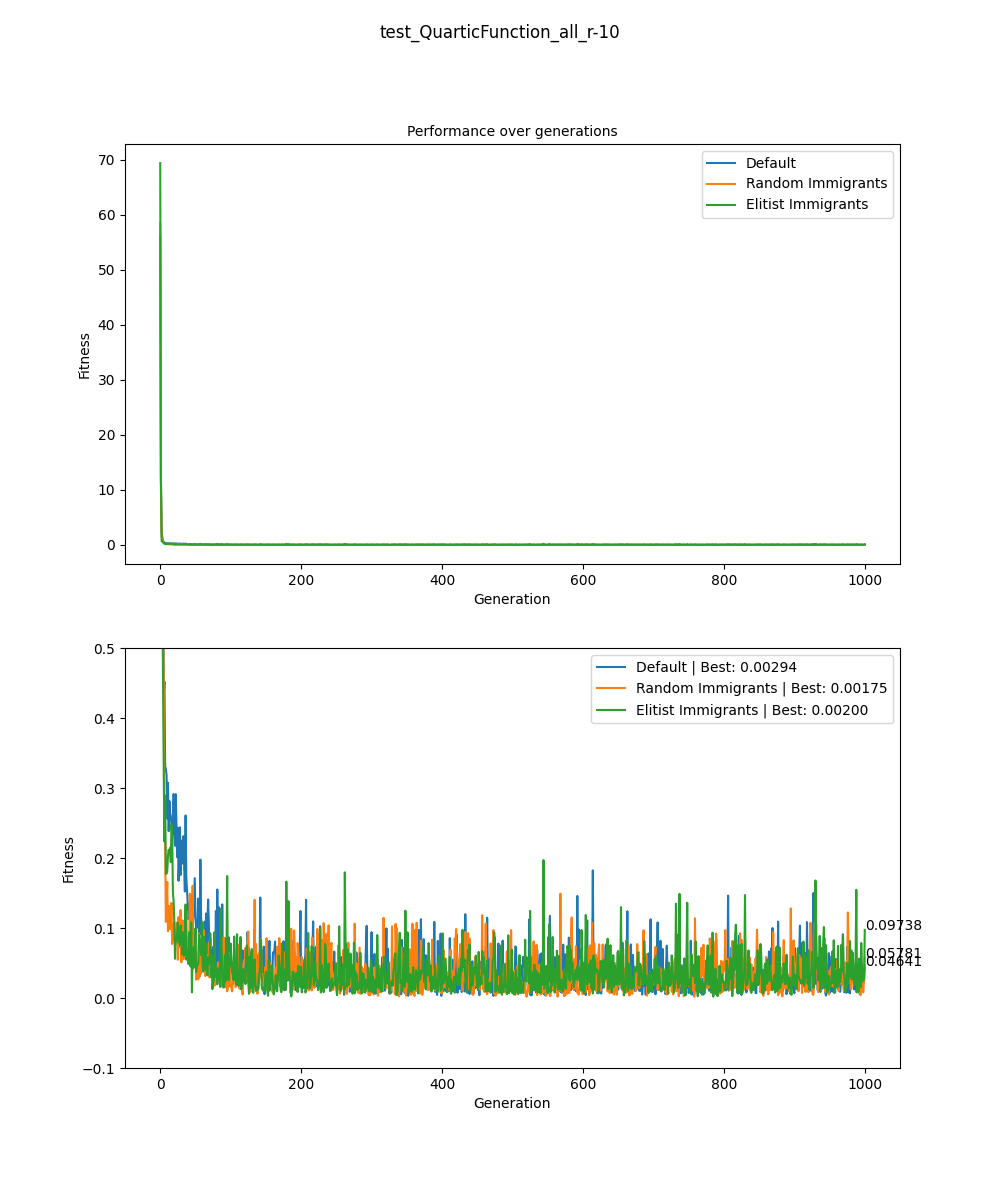 test_QuarticFunction_all_r-10
Performance over generations
70
60
50
40
30
20
10
0
Fitness
Default
Random Immigrants
Elitist Immigrants
0 200 400 600 800 1000
Generation
0.5
0.4
0.3
0.2
0.1
0.0
−0.1
Fitness
Default | Best: 0.00294
Random Immigrants | Best: 0.00175
Elitist Immigrants | Best: 0.00200
0.09738
0.05781
0.04641
0 200 400 600 800 1000
Generation